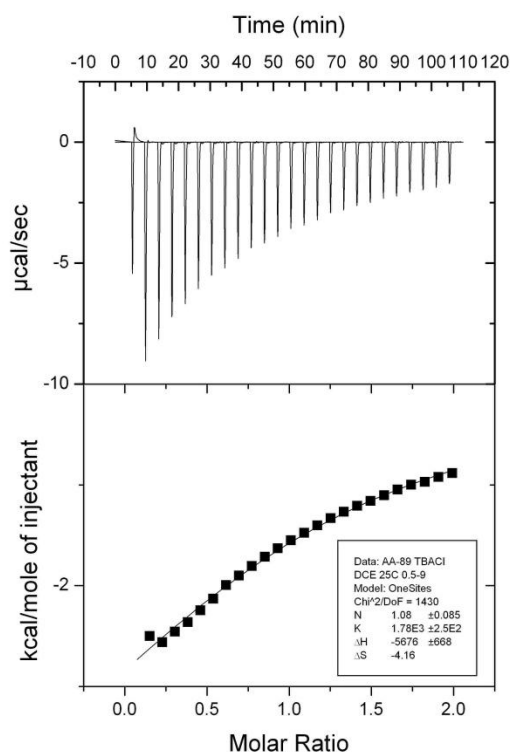 Time (min)
-10 0 10 20 30 40 50 60 70 80 90 100 110 120
0
-5
-10
µcal/sec
-2
kcal/mole of injectant
Data: AA-89 TBACl
DCE 25C 0.5-9
Model: OneSites
Chi^2/DoF = 1430
N 1.08 ±0.085
K 1.78E3 ±2.5E2
ΔH -5676 ±668
ΔS -4.16
0.0 0.5 1.0 1.5 2.0
Molar Ratio